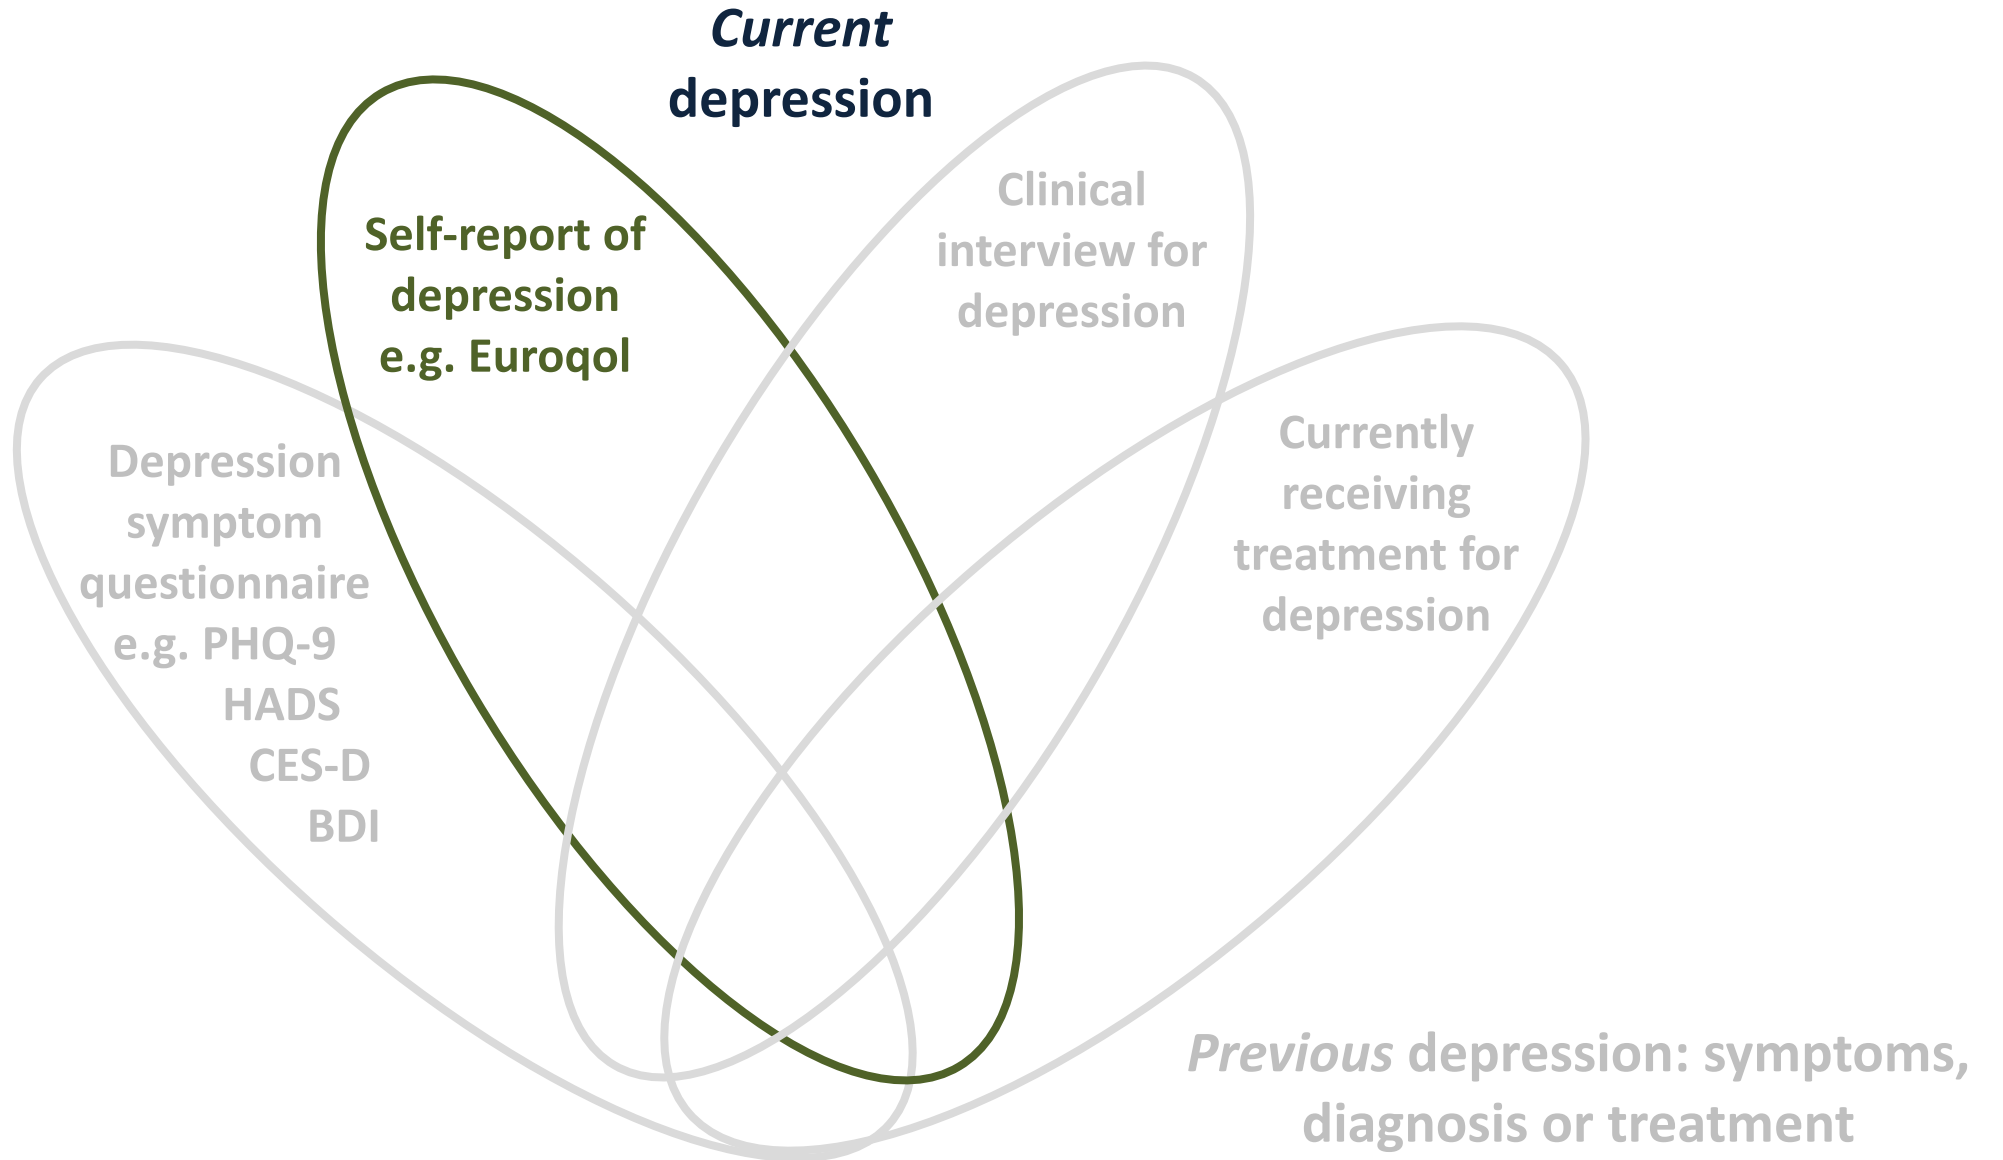 Current
depression
Self-report of
depression
e.g. Euroqol
Clinical
interview for
depression
Depression
symptom
questionnaire
e.g. PHQ-9
HADS
CES-D
BDI
Currently
receiving
treatment for
depression
Previous depression: symptoms,
diagnosis or treatment